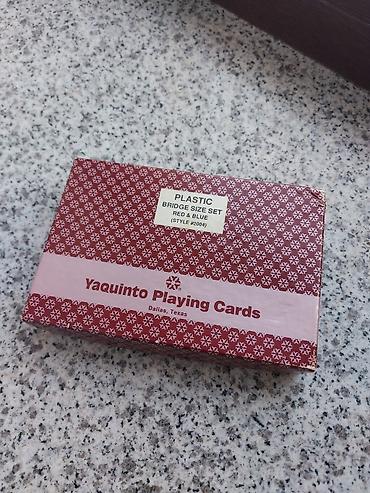 PLASTIC
BRIDGE SIZE SET
RED & BLUE
(STYLE #2004)
Yaquinto Playing Cards
Dallas, Texas